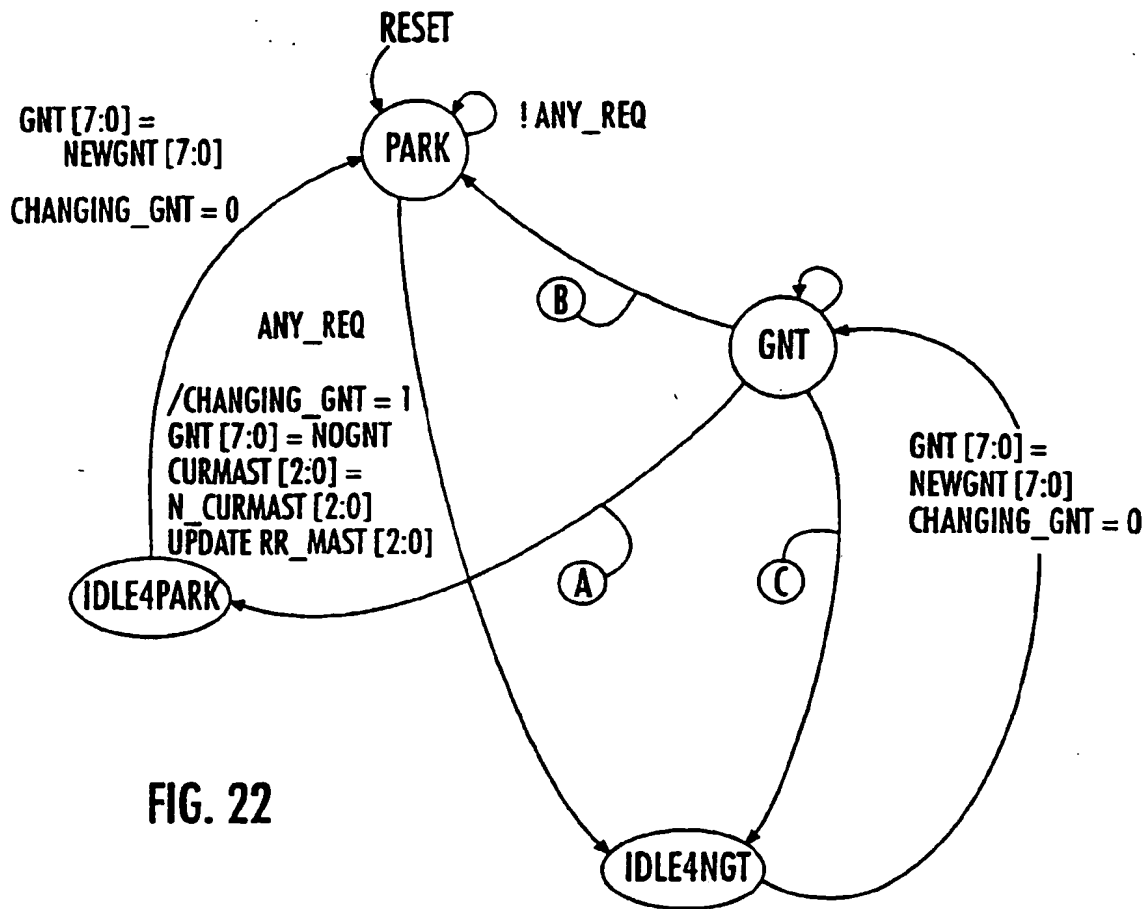 RESET
GNT [7:0] =
NEWGNT [7:0]
CHANGING_GNT = 0
PARK
! ANY_REQ
B
GNT
ANY_REQ
/CHANGING_GNT = 1
GNT [7:0] = NOGNT
CURMAST [2:0] =
N_CURMAST [2:0]
UPDATE RR_MAST [2:0]
GNT [7:0] =
NEWGNT [7:0]
CHANGING_GNT = 0
IDLE4PARK
A
C
FIG. 22
IDLE4NGT